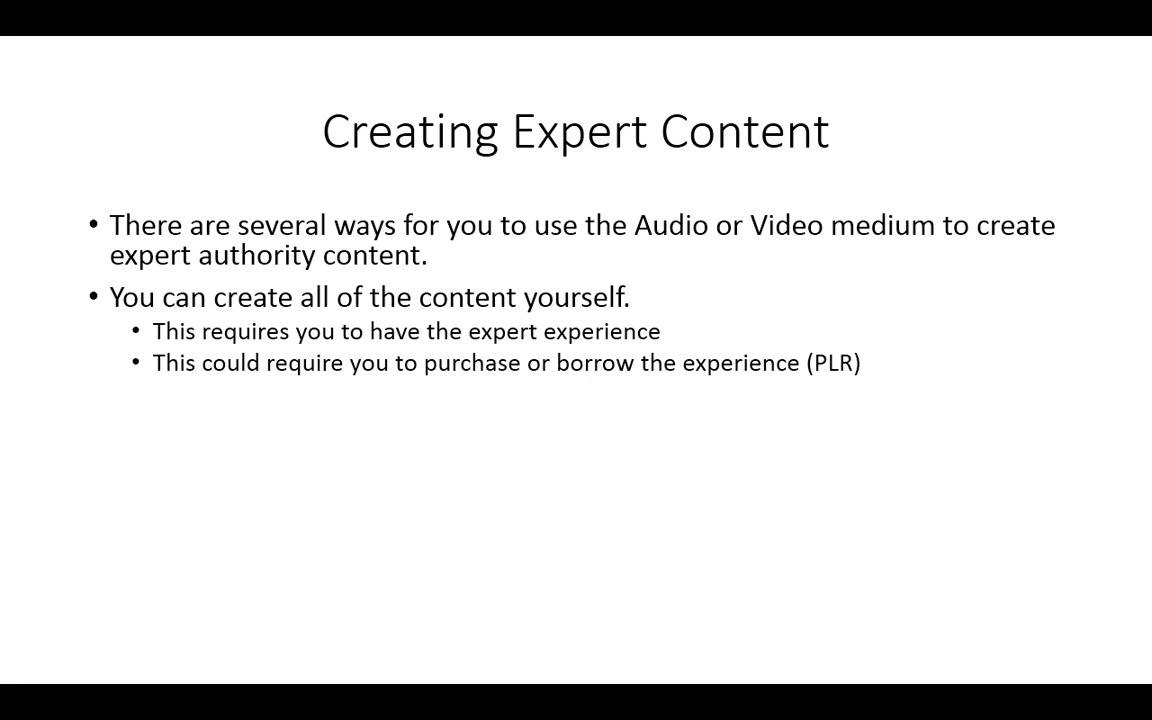 Creating Expert Content
• There are several ways for you to use the Audio or Video medium to create
expert authority content.
• You can create all of the content yourself.
• This requires you to have the expert experience
• This could require you to purchase or borrow the experience (PLR)